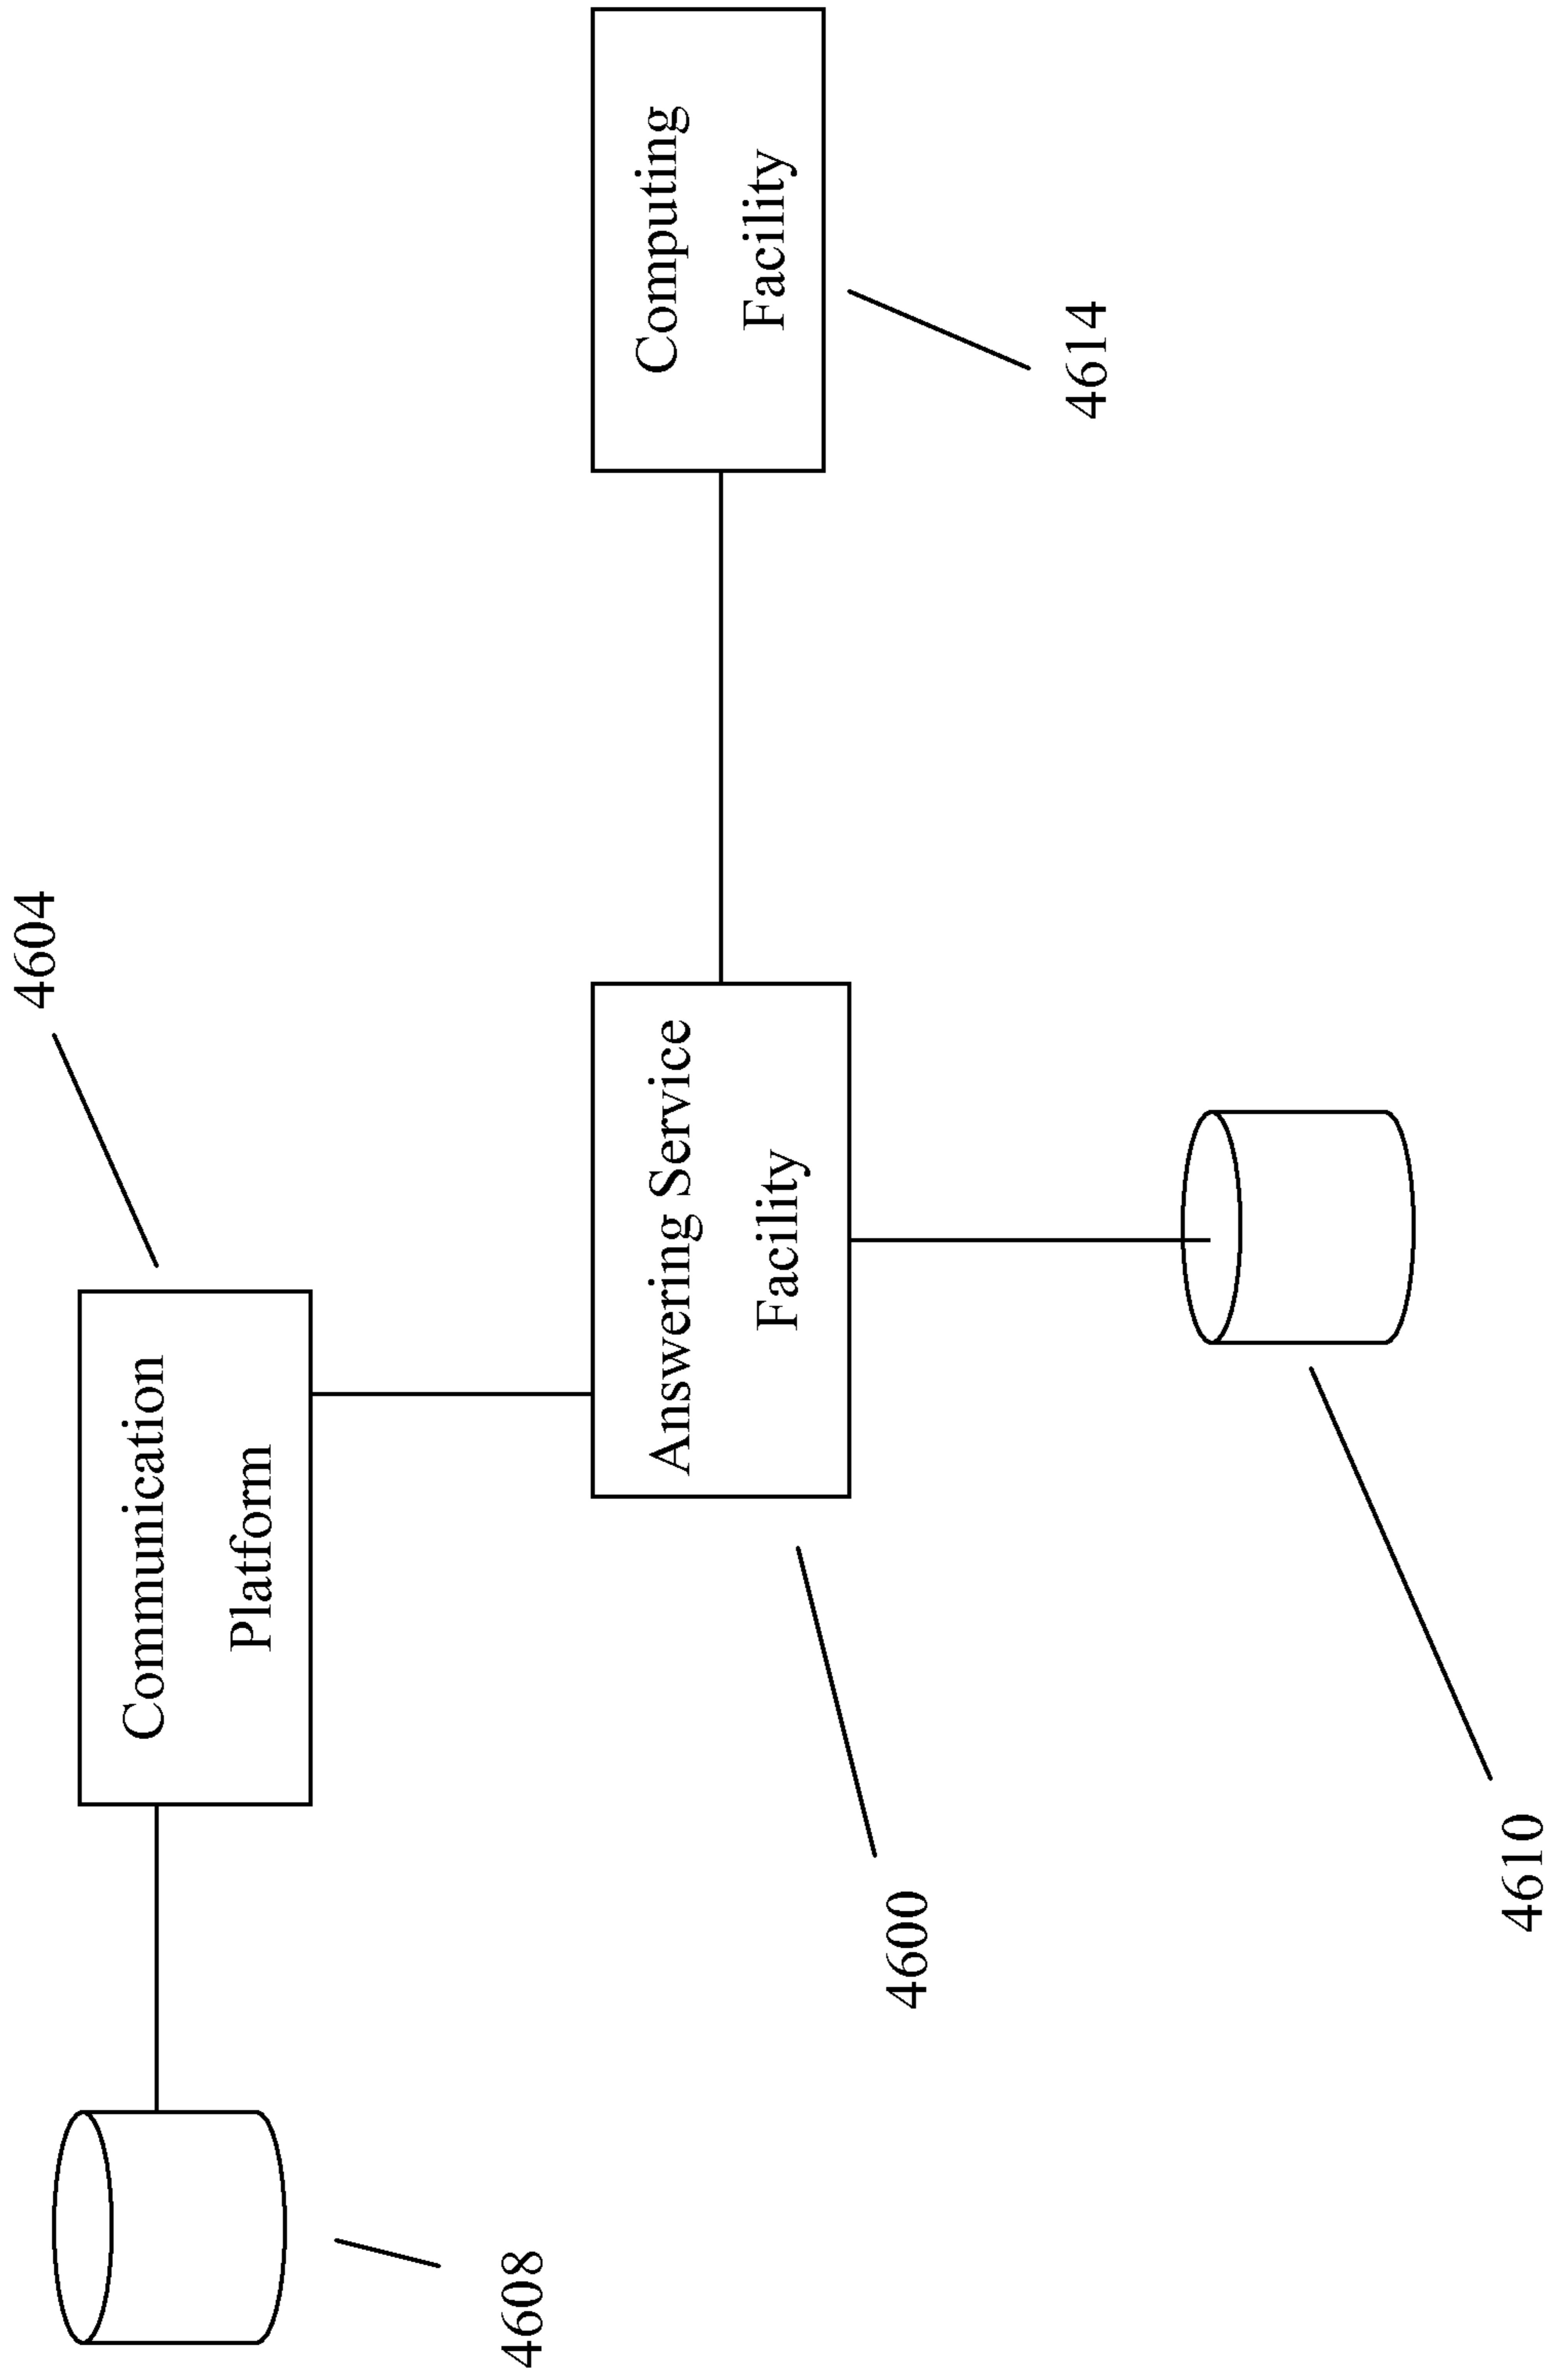 4608
Communication
Platform
4604
4600
Answering Service
Facility
4610
Computing
Facility
4614